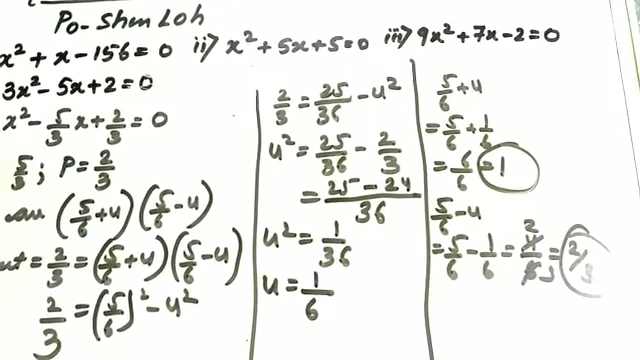 Po-Shen Loh
x² + x - 156 = 0 ii) x² + 5x + 5 = 0 iii) 9x² + 7x - 2 = 0
3x² - 5x + 2 = 0
x² - 5/3 x + 2/3 = 0
5/3 ; P = 2/3
(5/6 + u) (5/6 - u)
= 2/3 = (5/6 + u) (5/6 - u)
2/3 = (5/6)² - u²
2/3 = 25/36 - u²
u² = 25/36 - 2/3
= 25 - 24 / 36
u² = 1/36
u = 1/6
5/6 + u
= 5/6 + 1/6
= 6/6 = 1
5/6 - u
= 5/6 - 1/6 = 4/6 = 2/3